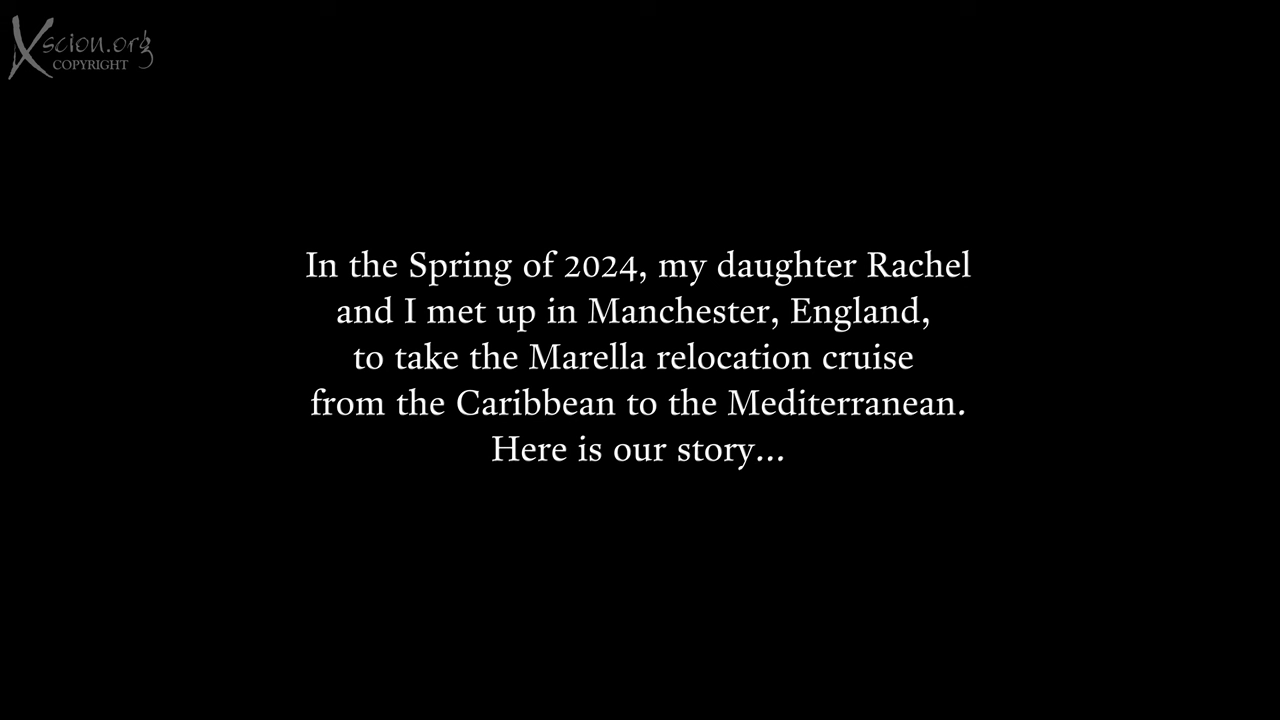 Xscion.org
COPYRIGHT
In the Spring of 2024, my daughter Rachel
and I met up in Manchester, England,
to take the Marella relocation cruise
from the Caribbean to the Mediterranean.
Here is our story...